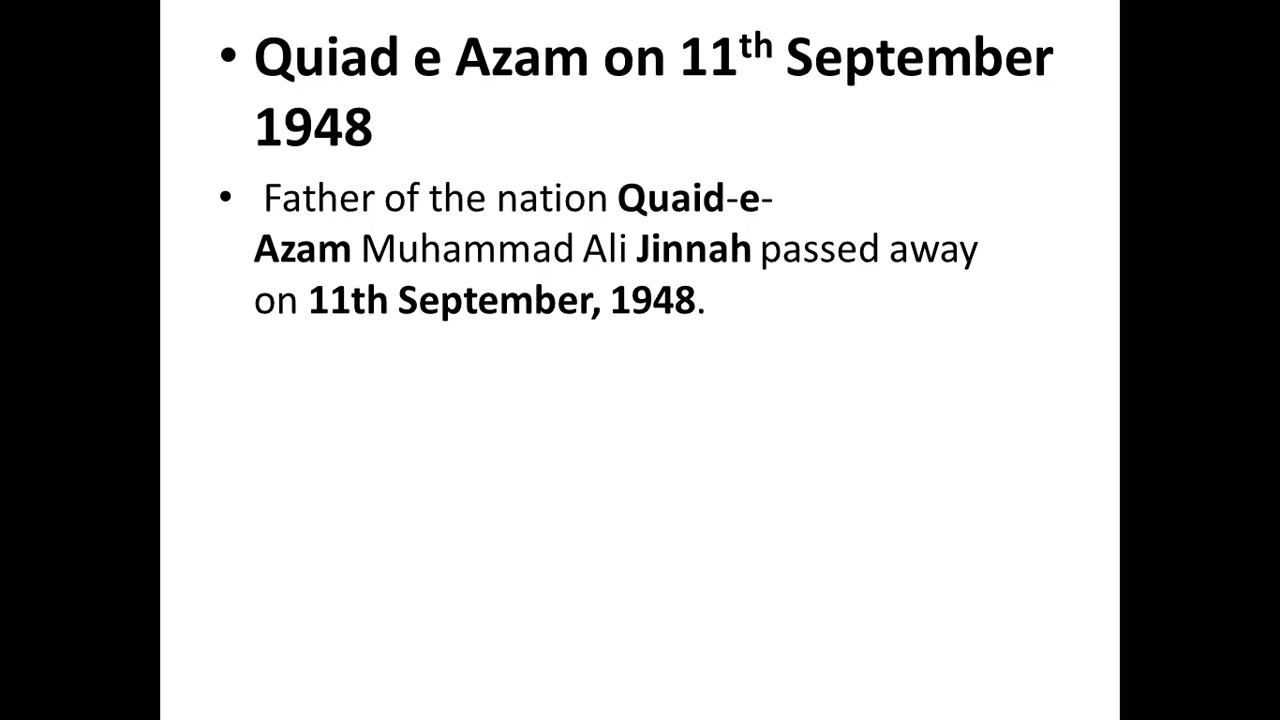 • Quiad e Azam on 11th September
1948
• Father of the nation Quaid-e-
Azam Muhammad Ali Jinnah passed away
on 11th September, 1948.